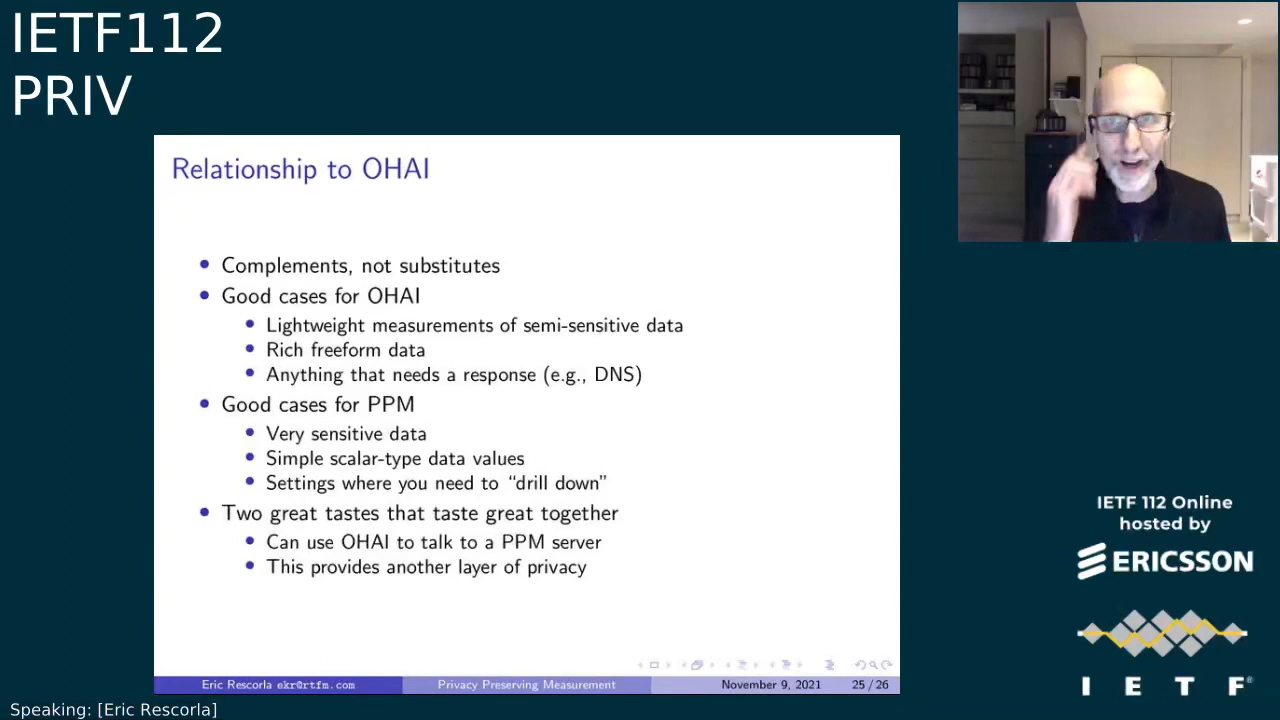 IETF112
PRIV
Relationship to OHAI
Complements, not substitutes
Good cases for OHAI
Lightweight measurements of semi-sensitive data
Rich freeform data
Anything that needs a response (e.g., DNS)
Good cases for PPM
Very sensitive data
Simple scalar-type data values
Settings where you need to “drill down”
Two great tastes that taste great together
Can use OHAI to talk to a PPM server
This provides another layer of privacy
Eric Rescorla ekr@rtfm.com Privacy Preserving Measurement November 9, 2021 25 / 26
IETF 112 Online
hosted by
ERICSSON
I E T F®
Speaking: [Eric Rescorla]